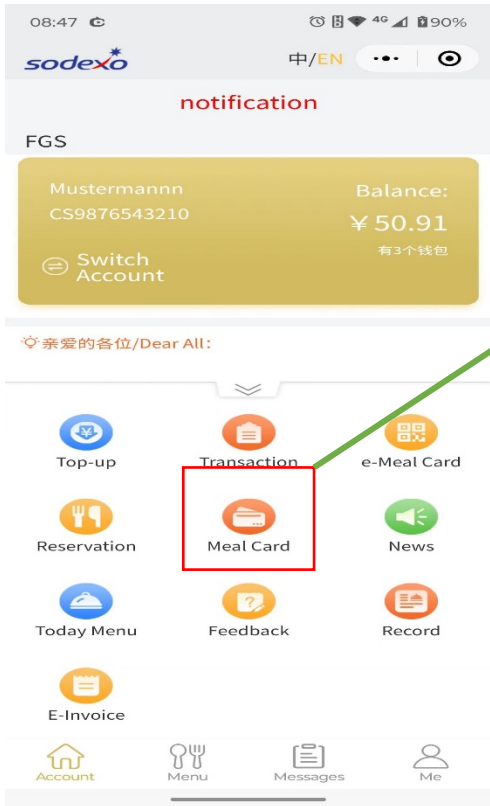 08:47 4G 90%
sodexo 中/EN
notification
FGS
Mustermannn Balance:
CS9876543210 ¥ 50.91
有3个钱包
Switch
Account
亲爱的各位/Dear All:
Top-up Transaction e-Meal Card
Reservation Meal Card News
Today Menu Feedback Record
E-Invoice
Account Menu Messages Me